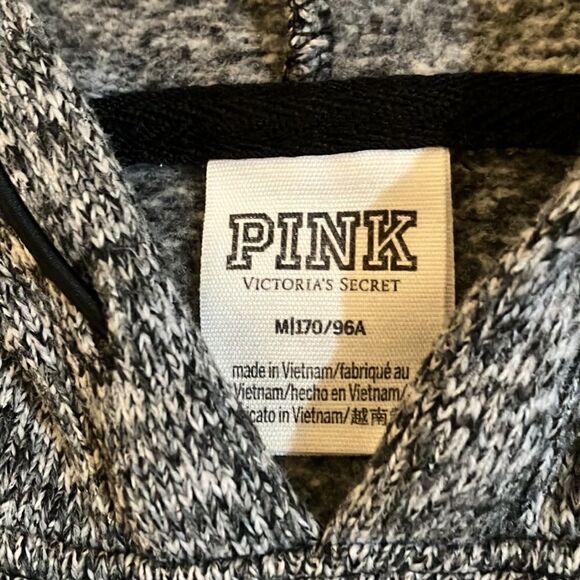 PINK
VICTORIA'S SECRET
M|170/96A
made in Vietnam/fabriqué au
Vietnam/hecho en Vietnam/
in Vietnam/越南